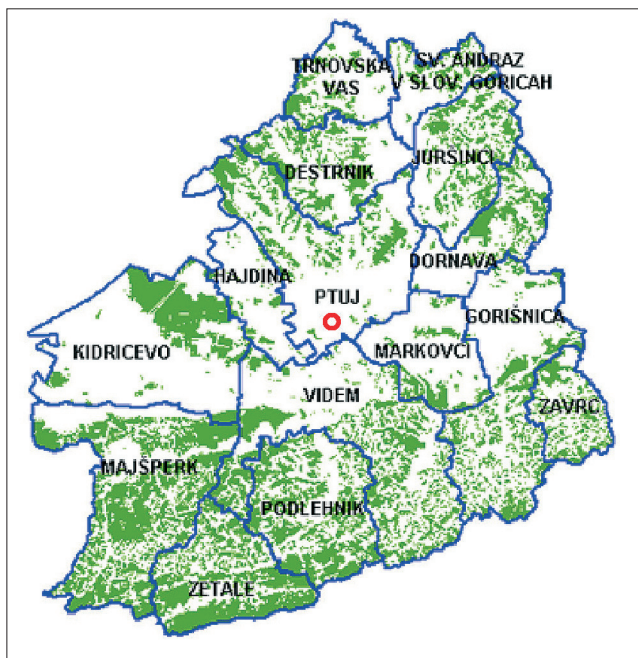 TRNOVSKA
VAS
SV. ANDRAZ
V SLOV. GORICAH
DESTRNIK
JURSINCI
HAJDINA
DORNAVA
PTUJ
GORIŠNICA
KIDRICEVO
MARKOVCI
VIDEM
ZAVRC
MAJŠPERK
PODLEHNIK
ZETALE